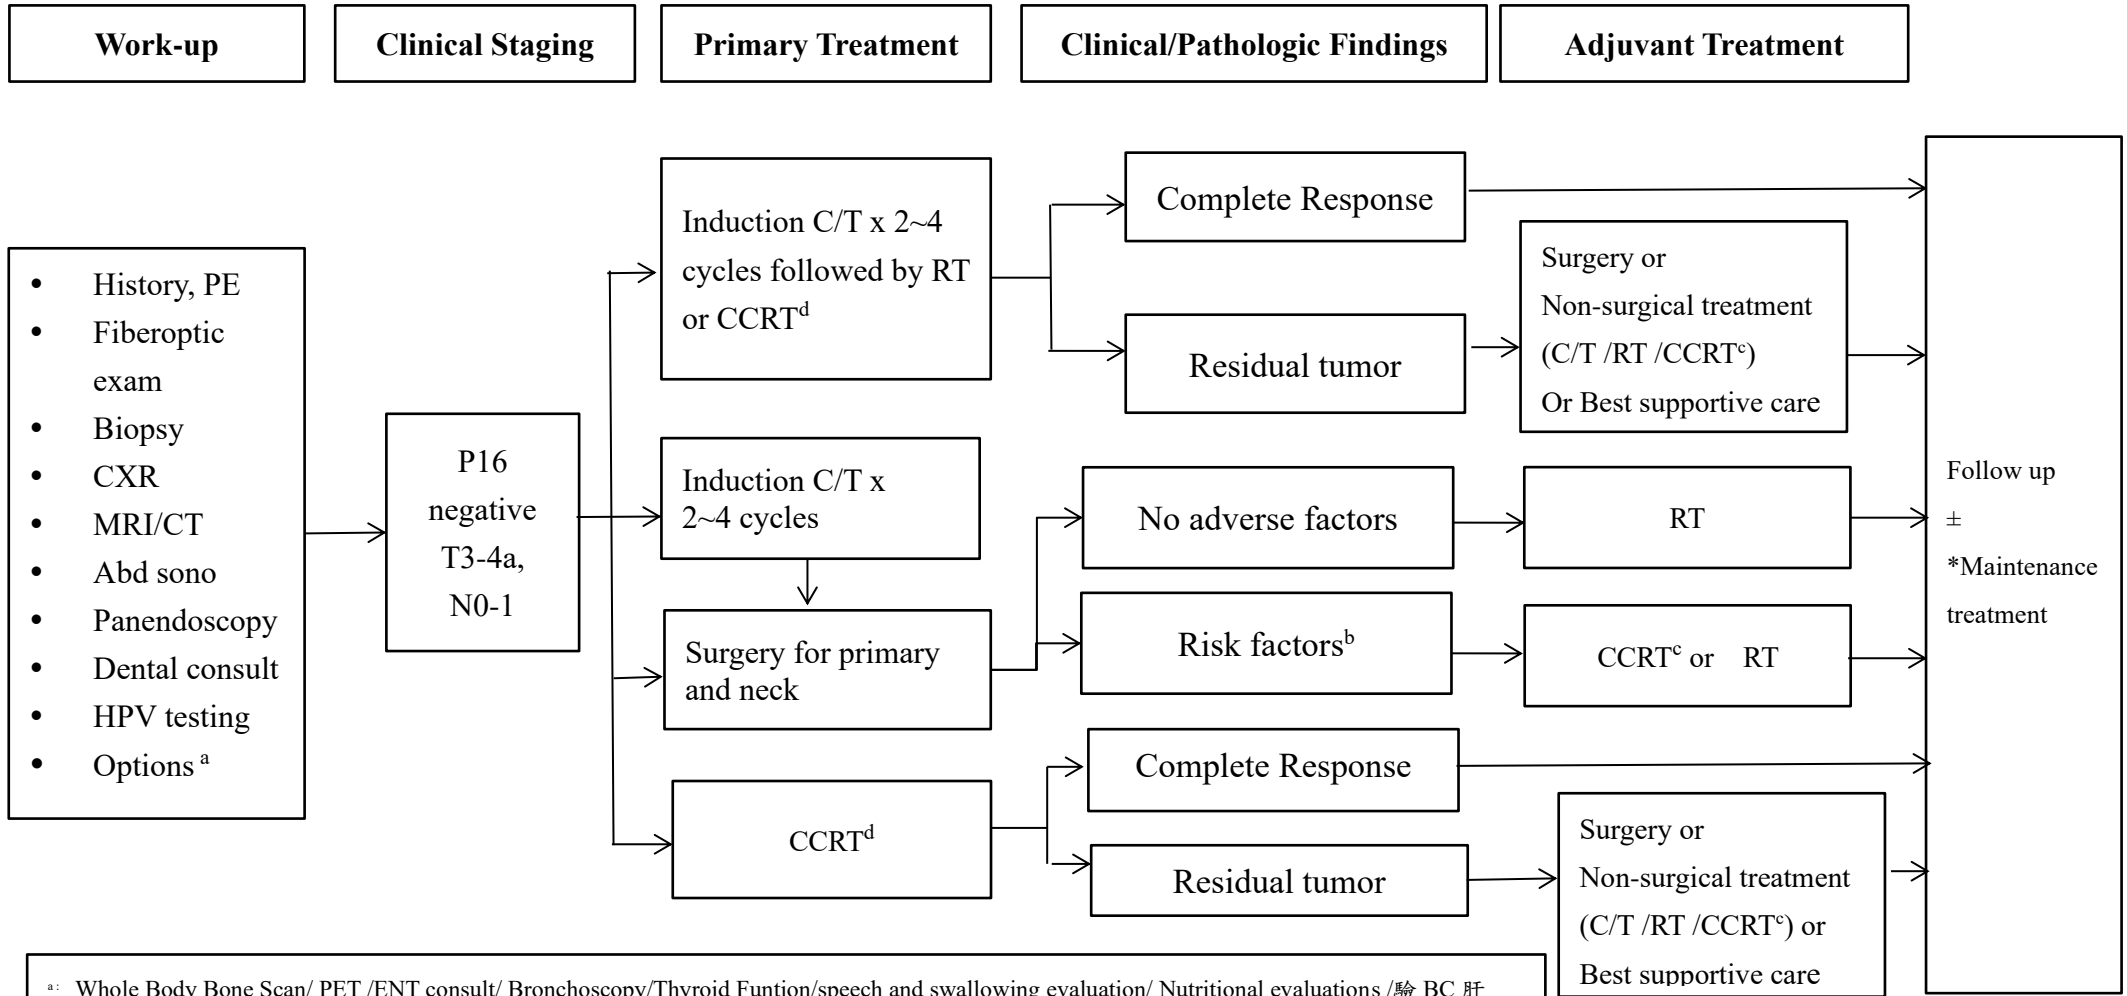 Work-up
Clinical Staging
Primary Treatment
Clinical/Pathologic Findings
Adjuvant Treatment
• History, PE
• Fiberoptic
exam
• Biopsy
• CXR
• MRI/CT
• Abd sono
• Panendoscopy
• Dental consult
• HPV testing
• Options a
P16
negative
T3-4a,
N0-1
Induction C/T x 2~4
cycles followed by RT
or CCRTd
Induction C/T x
2~4 cycles
Surgery for primary
and neck
CCRTd
Complete Response
Residual tumor
No adverse factors
Risk factorsb
Complete Response
Residual tumor
Surgery or
Non-surgical treatment
(C/T /RT /CCRTc)
Or Best supportive care
RT
CCRTc or RT
Surgery or
Non-surgical treatment
(C/T /RT /CCRTc) or
Best supportive care
Follow up
±
*Maintenance
treatment
a: Whole Body Bone Scan/ PET /ENT consult/ Bronchoscopy/Thyroid Funtion/speech and swallowing evaluation/ Nutritional evaluations /驗 BC 肝